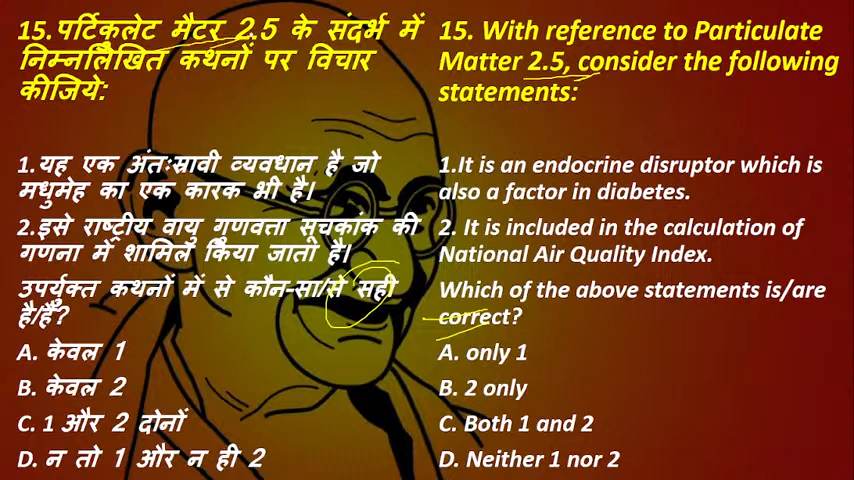 15.पर्टिकुलेट मैटर 2.5 के संदर्भ में
निम्नलिखित कथनों पर विचार
कीजिये:
1.यह एक अंतःस्रावी व्यवधान है जो
मधुमेह का एक कारक भी है।
2.इसे राष्ट्रीय वायु गुणवत्ता सूचकांक की
गणना में शामिल किया जाता है।
उपर्युक्त कथनों में से कौन-सा/से सही
है/हैं?
A. केवल 1
B. केवल 2
C. 1 और 2 दोनों
D. न तो 1 और न ही 2
15. With reference to Particulate
Matter 2.5, consider the following
statements:
1.It is an endocrine disruptor which is
also a factor in diabetes.
2. It is included in the calculation of
National Air Quality Index.
Which of the above statements is/are
correct?
A. only 1
B. 2 only
C. Both 1 and 2
D. Neither 1 nor 2